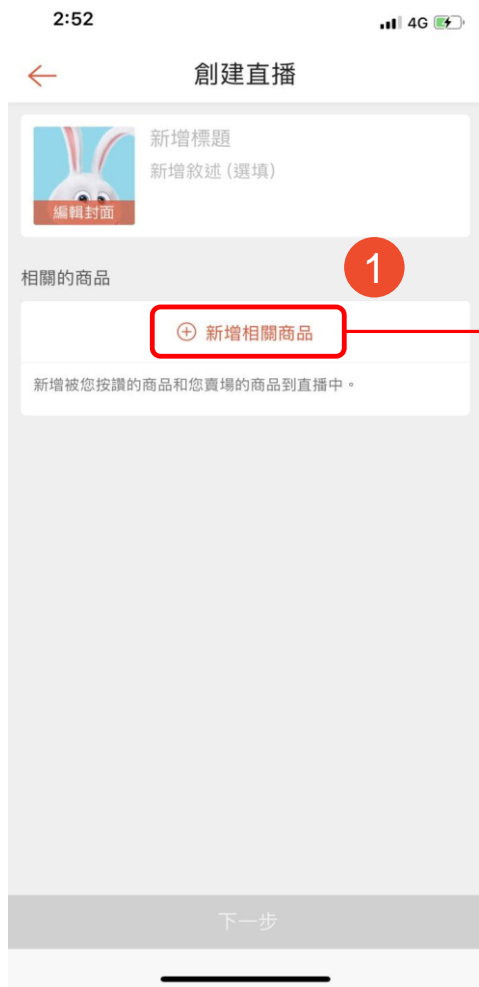 2:52
4G
創建直播
新增標題
新增敘述 (選填)
編輯封面
相關的商品
1
新增相關商品
新增被您按讚的商品和您賣場的商品到直播中。
下一步